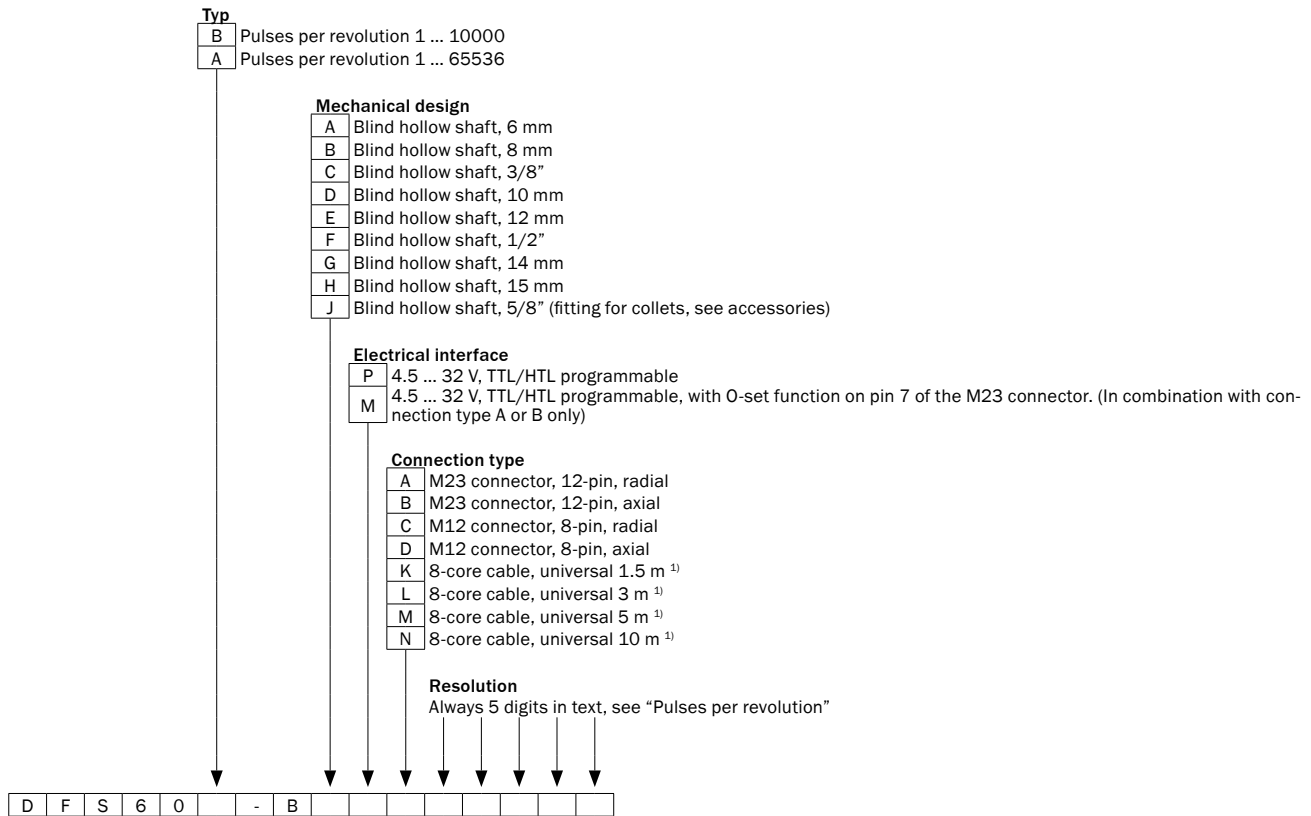 Typ
B Pulses per revolution 1 ... 10000
A Pulses per revolution 1 ... 65536
Mechanical design
A Blind hollow shaft, 6 mm
B Blind hollow shaft, 8 mm
C Blind hollow shaft, 3/8”
D Blind hollow shaft, 10 mm
E Blind hollow shaft, 12 mm
F Blind hollow shaft, 1/2”
G Blind hollow shaft, 14 mm
H Blind hollow shaft, 15 mm
J Blind hollow shaft, 5/8” (fitting for collets, see accessories)
Electrical interface
P 4.5 ... 32 V, TTL/HTL programmable
M 4.5 ... 32 V, TTL/HTL programmable, with 0-set function on pin 7 of the M23 connector. (In combination with con-
nection type A or B only)
Connection type
A M23 connector, 12-pin, radial
B M23 connector, 12-pin, axial
C M12 connector, 8-pin, radial
D M12 connector, 8-pin, axial
K 8-core cable, universal 1.5 m 1)
L 8-core cable, universal 3 m 1)
M 8-core cable, universal 5 m 1)
N 8-core cable, universal 10 m 1)
Resolution
Always 5 digits in text, see “Pulses per revolution”
D F S 6 0 - B